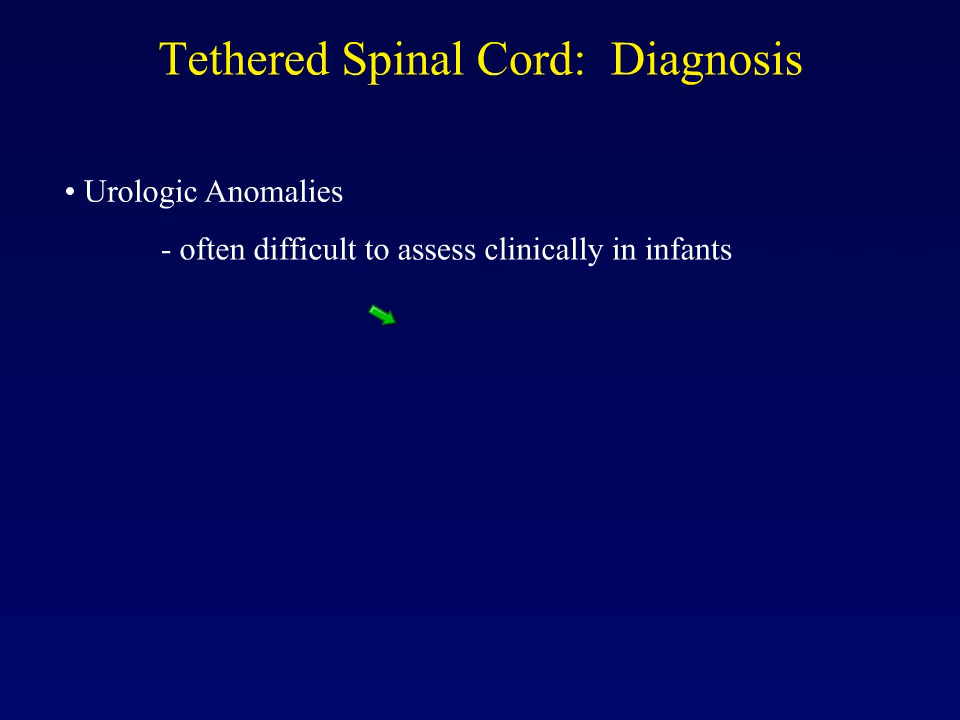 Tethered Spinal Cord:  Diagnosis
• Urologic Anomalies
- often difficult to assess clinically in infants